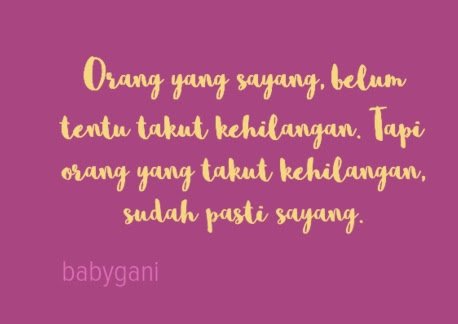 Orang yang sayang, belum
tentu takut kehilangan. Tapi
orang yang takut kehilangan,
sudah pasti sayang.
babygani